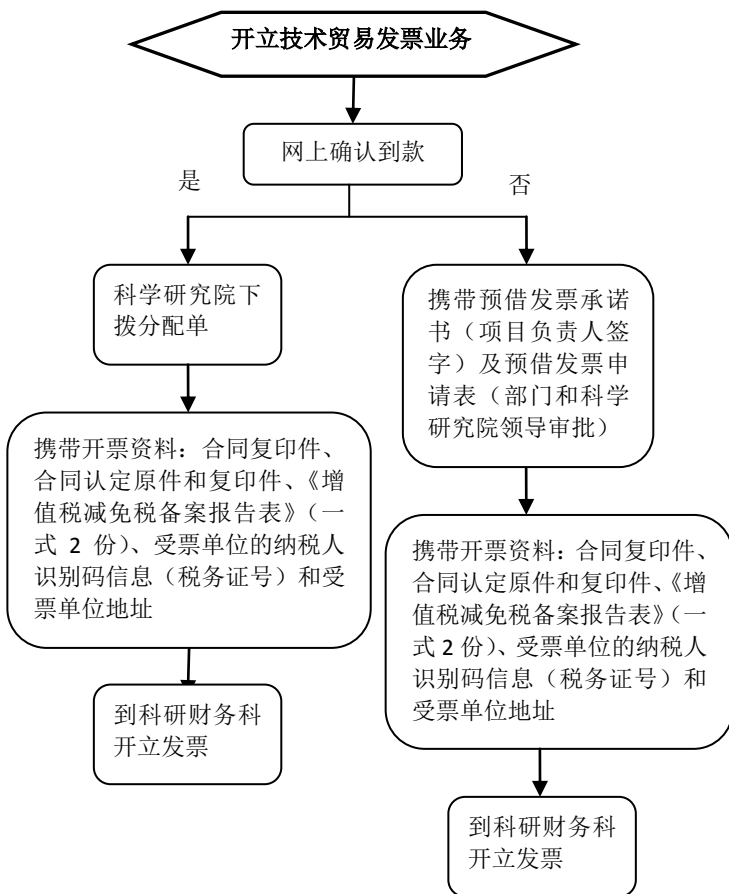 开立技术贸易发票业务
网上确认到款
是
否
科学研究院下
拨分配单
携带预借发票承诺
书（项目负责人签
字）及预借发票申
请表（部门和科学
研究院领导审批）
携带开票资料：合同复印件、
合同认定原件和复印件、《增
值税减免税备案报告表》（一
式 2 份）、受票单位的纳税人
识别码信息（税务证号）和受
票单位地址
携带开票资料：合同复印件、
合同认定原件和复印件、《增
值税减免税备案报告表》（一
式 2 份）、受票单位的纳税人
识别码信息（税务证号）和
受票单位地址
到科研财务科
开立发票
到科研财务科
开立发票